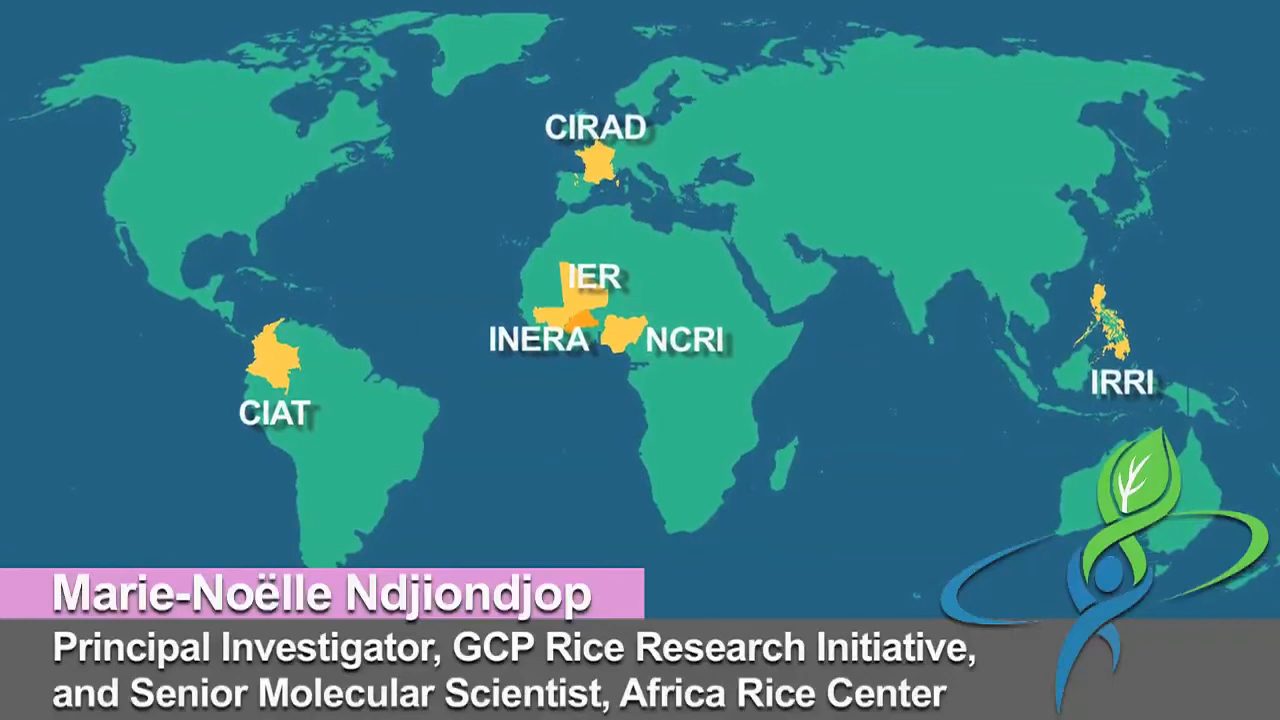 CIRAD
IER
INERA
NCRI
IRRI
CIAT
Marie-Noëlle Ndjiondjop
Principal Investigator, GCP Rice Research Initiative,
and Senior Molecular Scientist, Africa Rice Center